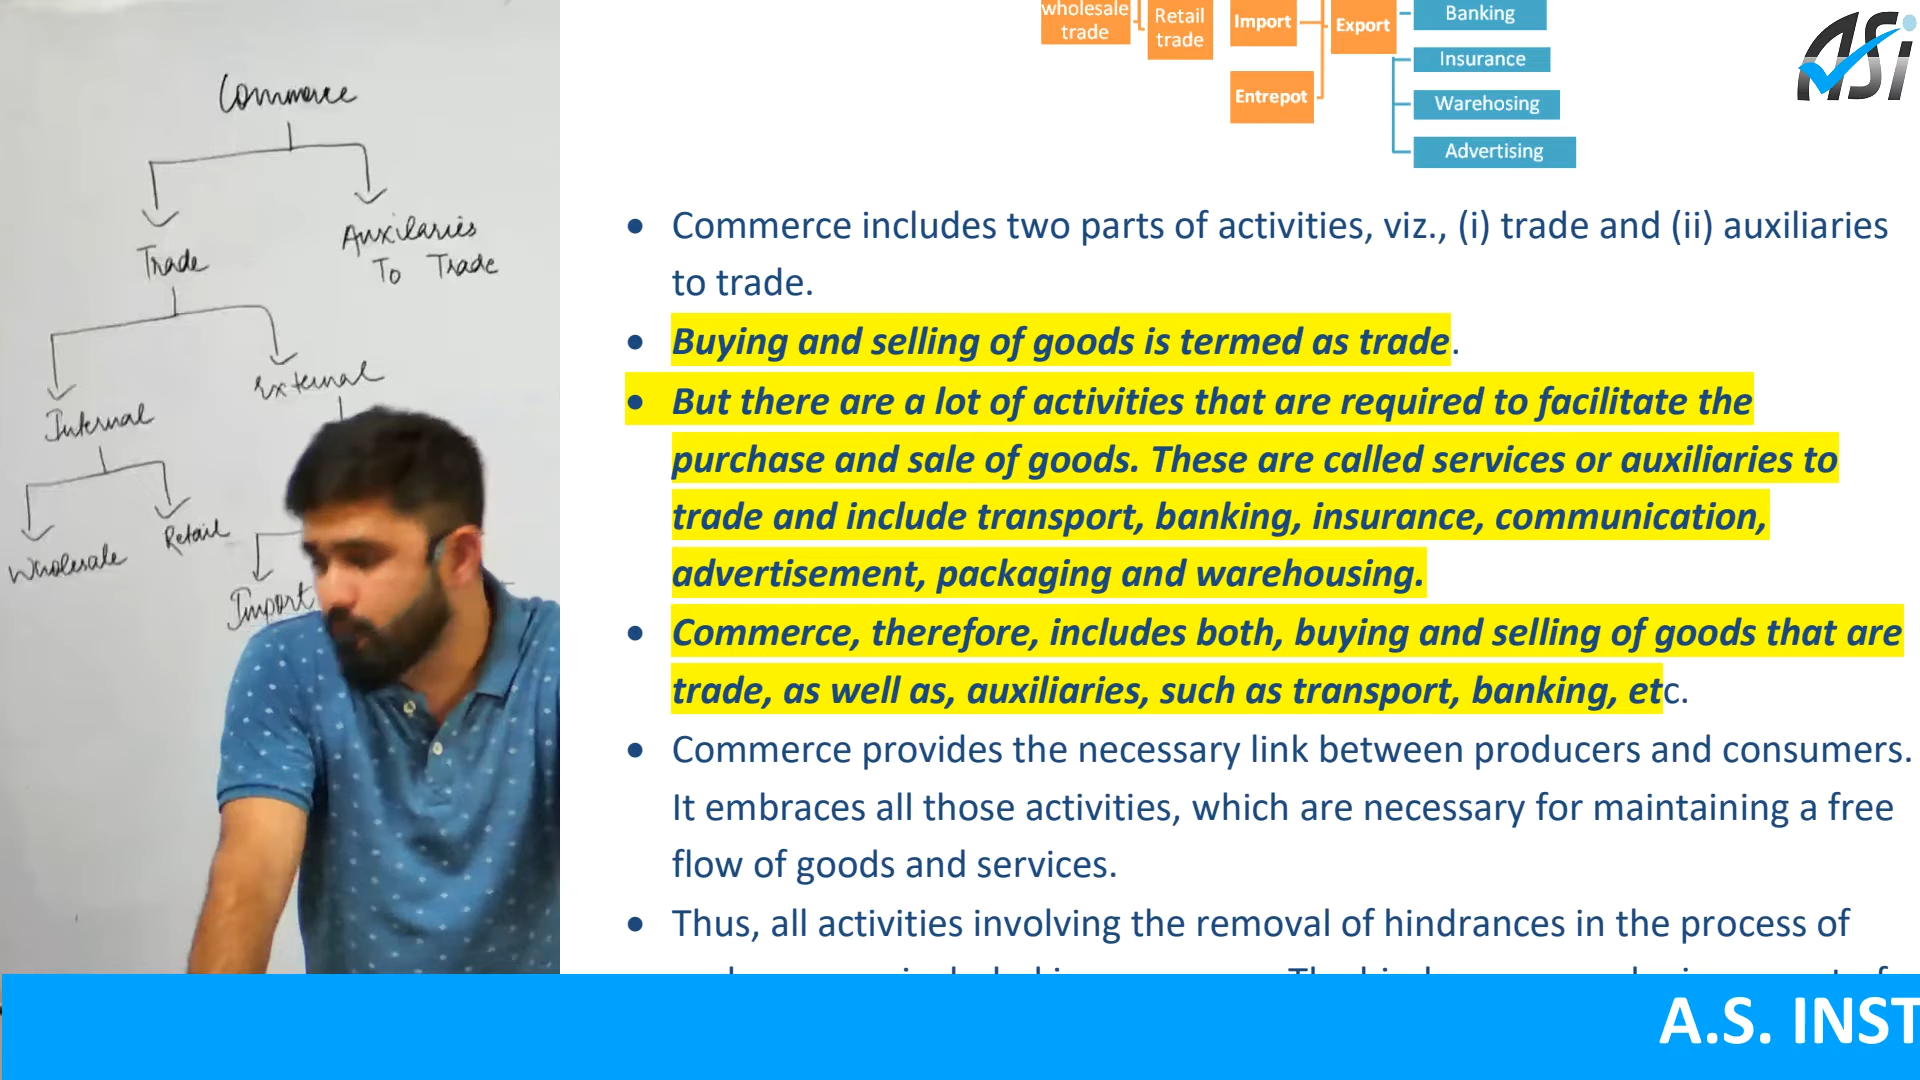 Commerce
Trade
Auxilaries
To Trade
Internal
External
Wholesale
Retail
Import
wholesale
trade
Retail
trade
Import
Export
Entrepot
Banking
Insurance
Warehosing
Advertising
ASi
• Commerce includes two parts of activities, viz., (i) trade and (ii) auxiliaries
to trade.
• Buying and selling of goods is termed as trade.
• But there are a lot of activities that are required to facilitate the
purchase and sale of goods. These are called services or auxiliaries to
trade and include transport, banking, insurance, communication,
advertisement, packaging and warehousing.
• Commerce, therefore, includes both, buying and selling of goods that are
trade, as well as, auxiliaries, such as transport, banking, etc.
• Commerce provides the necessary link between producers and consumers.
It embraces all those activities, which are necessary for maintaining a free
flow of goods and services.
• Thus, all activities involving the removal of hindrances in the process of
A.S. INST